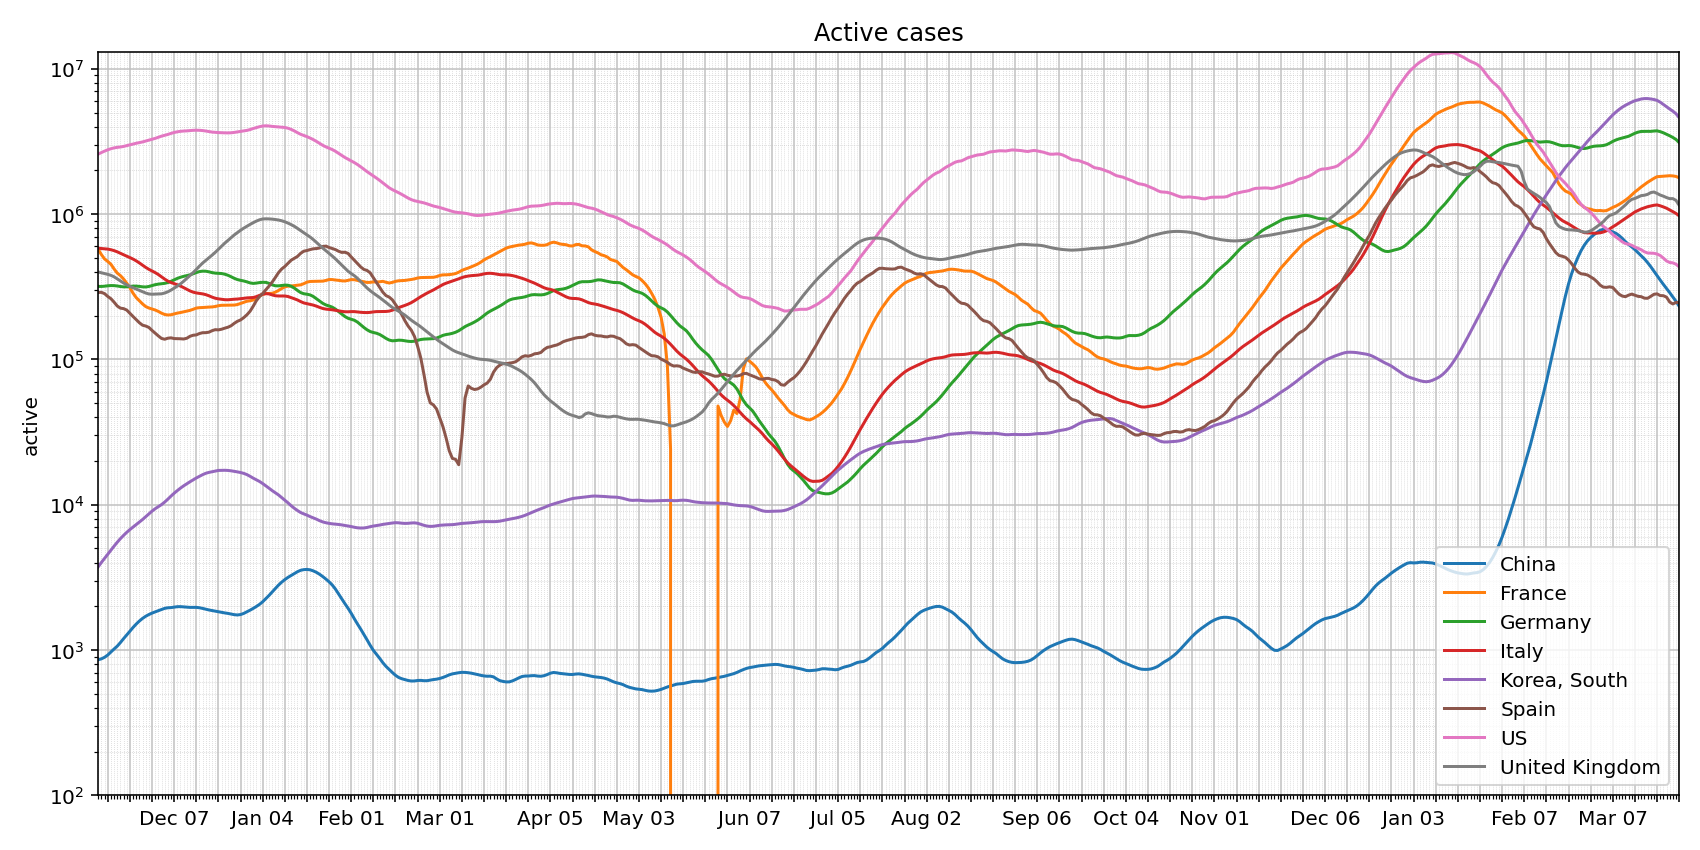 Active cases
active
10⁷
10⁶
10⁵
10⁴
10³
10²
Dec 07 Jan 04 Feb 01 Mar 01 Apr 05 May 03 Jun 07 Jul 05 Aug 02 Sep 06 Oct 04 Nov 01 Dec 06 Jan 03 Feb 07 Mar 07
China
France
Germany
Italy
Korea, South
Spain
US
United Kingdom